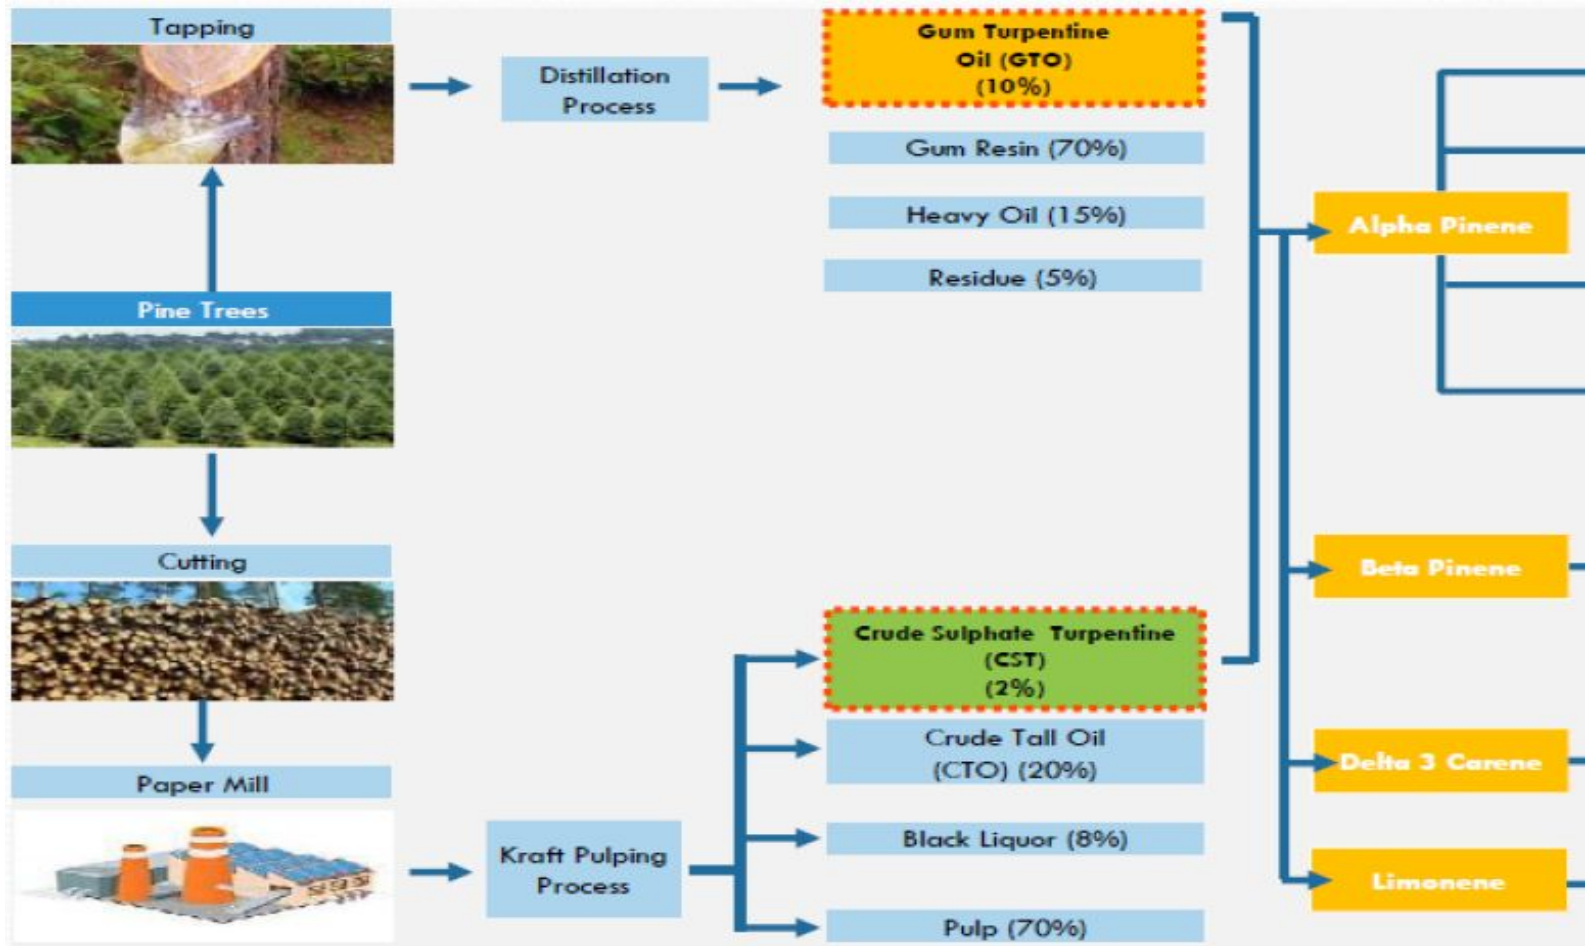 Tapping
Distillation
Process
Gum Turpentine
Oil (GTO)
(10%)
Gum Resin (70%)
Heavy Oil (15%)
Residue (5%)
Pine Trees
Cutting
Paper Mill
Kraft Pulping
Process
Crude Sulphate Turpentine
(CST)
(2%)
Crude Tall Oil
(CTO) (20%)
Black Liquor (8%)
Pulp (70%)
Alpha Pinene
Beta Pinene
Delta 3 Carene
Limonene